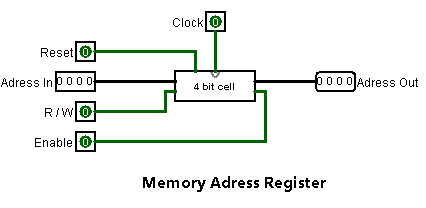 Clock 0
Reset 0
Adress In 0 0 0 0
4 bit cell
0 0 0 0 Adress Out
R / W 0
Enable 0
Memory Adress Register